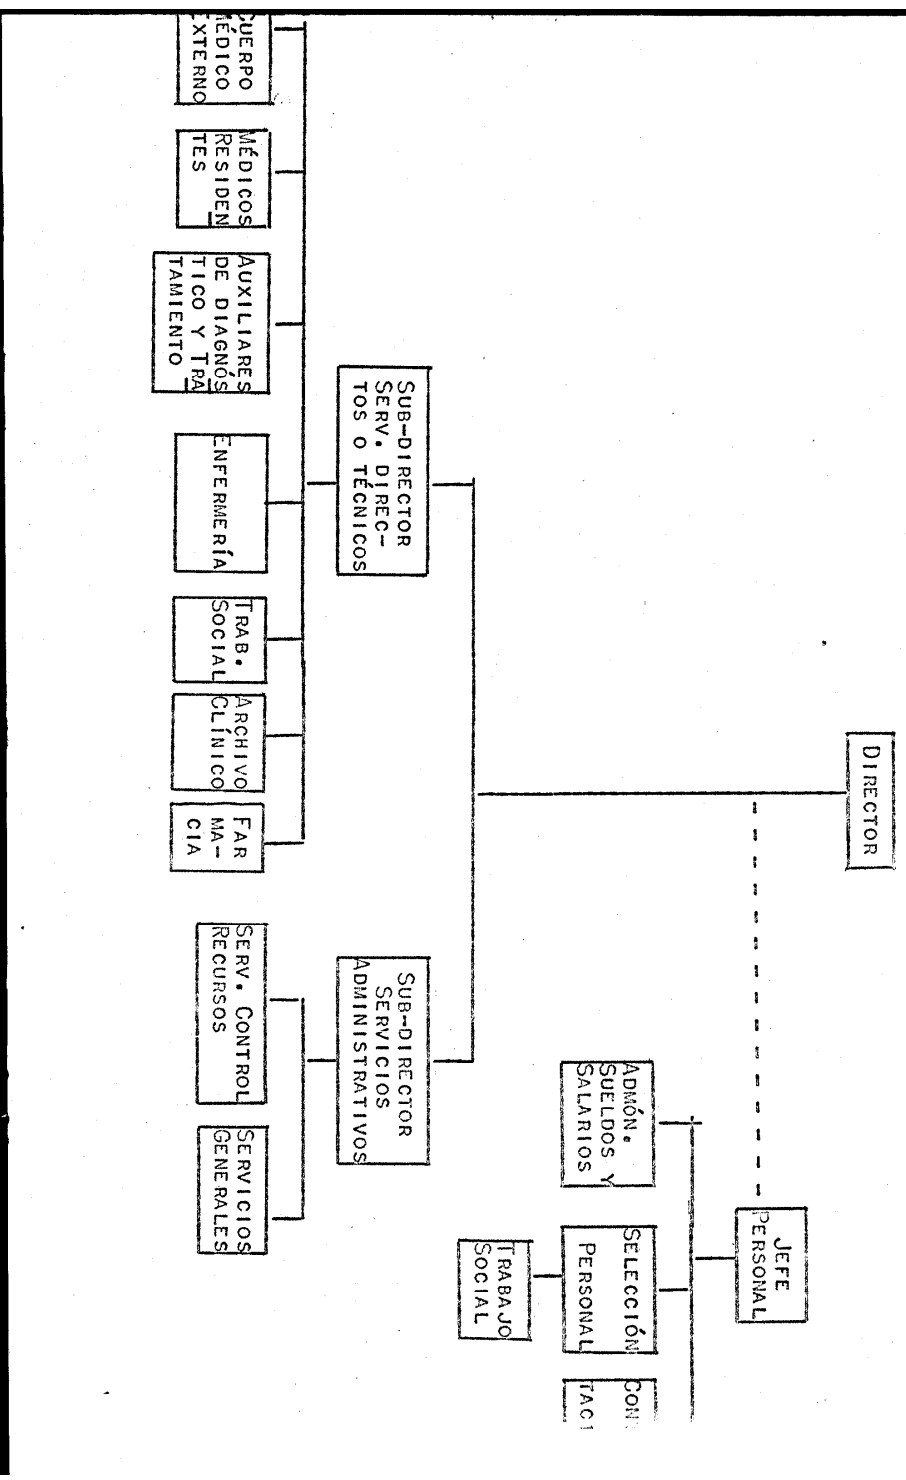 DIRECTOR
JEFE
PERSONAL
ADMÓN.
SUELDOS Y
SALARIOS
SELECCIÓN
PERSONAL
TRABAJO
SOCIAL
SUB-DIRECTOR
SERV. DIREC-
TOS O TÉCNICOS
SUB-DIRECTOR
SERVICIOS
ADMINISTRATIVOS
CUERPO
MÉDICO
EXTERNO
MÉDICOS
RESIDEN
TES
AUXILIARES
DE DIAGNÓS
TICO Y TRA
TAMIENTO
ENFERMERÍA
TRAB.
SOCIAL
ARCHIVO
CLÍNICO
FAR
MA-
CIA
SERV. CONTROL
RECURSOS
SERVICIOS
GENERALES